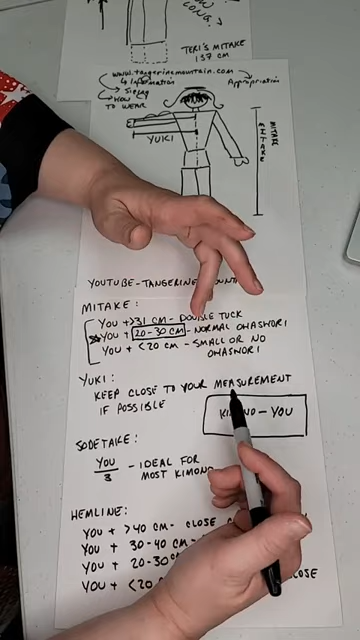 LONG.
TERI'S MITAKE
137 CM
www.tangerinemountain.com
↳ Information
→ Sizing
→ HOW TO WEAR
Appropriation
YUKI
MITAKE
MITAKE
YOUTUBE - TANGERINE
MITAKE:
YOU + >31 CM - DOUBLE TUCK
YOU + 20-30 CM - NORMAL OHASHORI
YOU + <20 CM - SMALL OR NO
OHASHORI
YUKI:
KEEP CLOSE TO YOUR MEASUREMENT
IF POSSIBLE
KIMONO - YOU
SODETAKE:
YOU/3 - IDEAL FOR
MOST KIMONO
HEMLINE:
YOU + >40 CM - CLOSE
YOU + 30-40 CM -
YOU + 20-30
YOU + <20